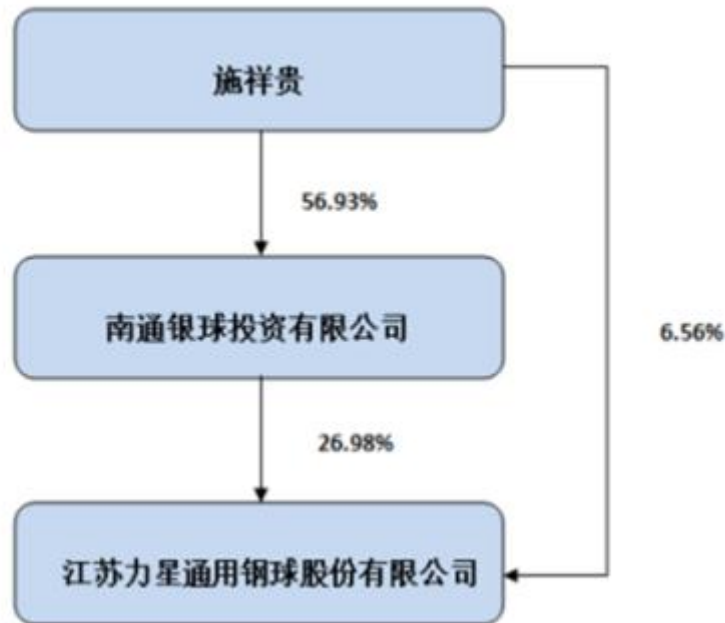 施祥贵
56.93%
南通银球投资有限公司
6.56%
26.98%
江苏力星通用钢球股份有限公司